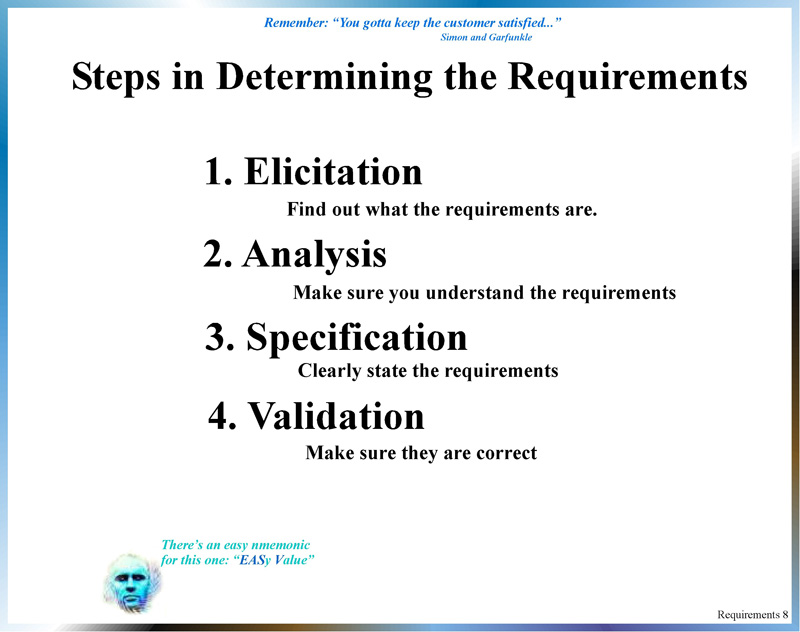 Remember: “You gotta keep the customer satisfied...”
Simon and Garfunkle
Steps in Determining the Requirements
1. Elicitation
Find out what the requirements are.
2. Analysis
Make sure you understand the requirements
3. Specification
Clearly state the requirements
4. Validation
Make sure they are correct
There’s an easy nmemonic
for this one: “EASy Value”
Requirements 8